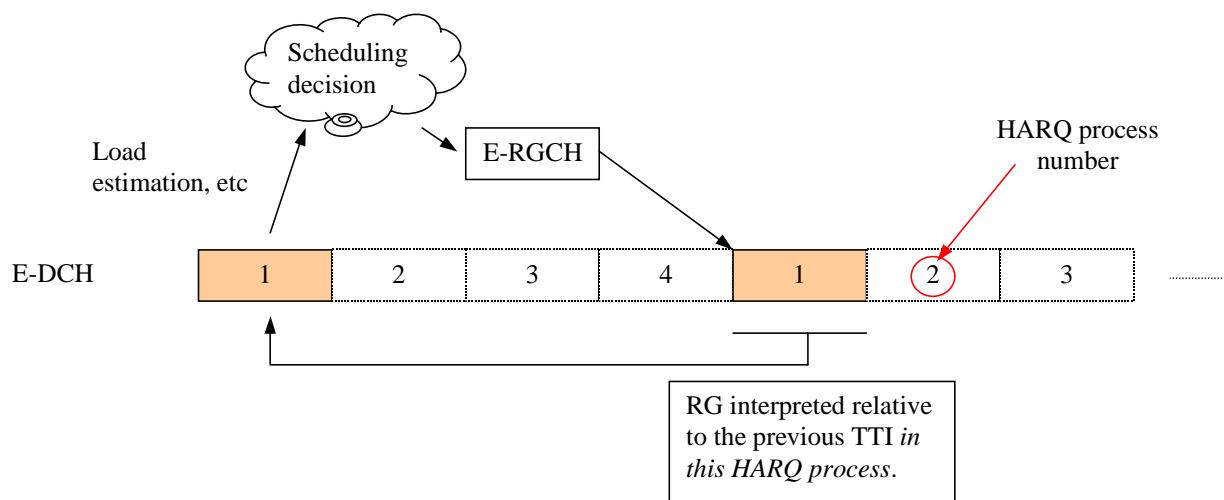 Scheduling
decision
HARQ process
number
Load
estimation, etc
E-RGCH
E-DCH
1
2
3
4
1
2
3
RG interpreted relative
to the previous TTI in
this HARQ process.